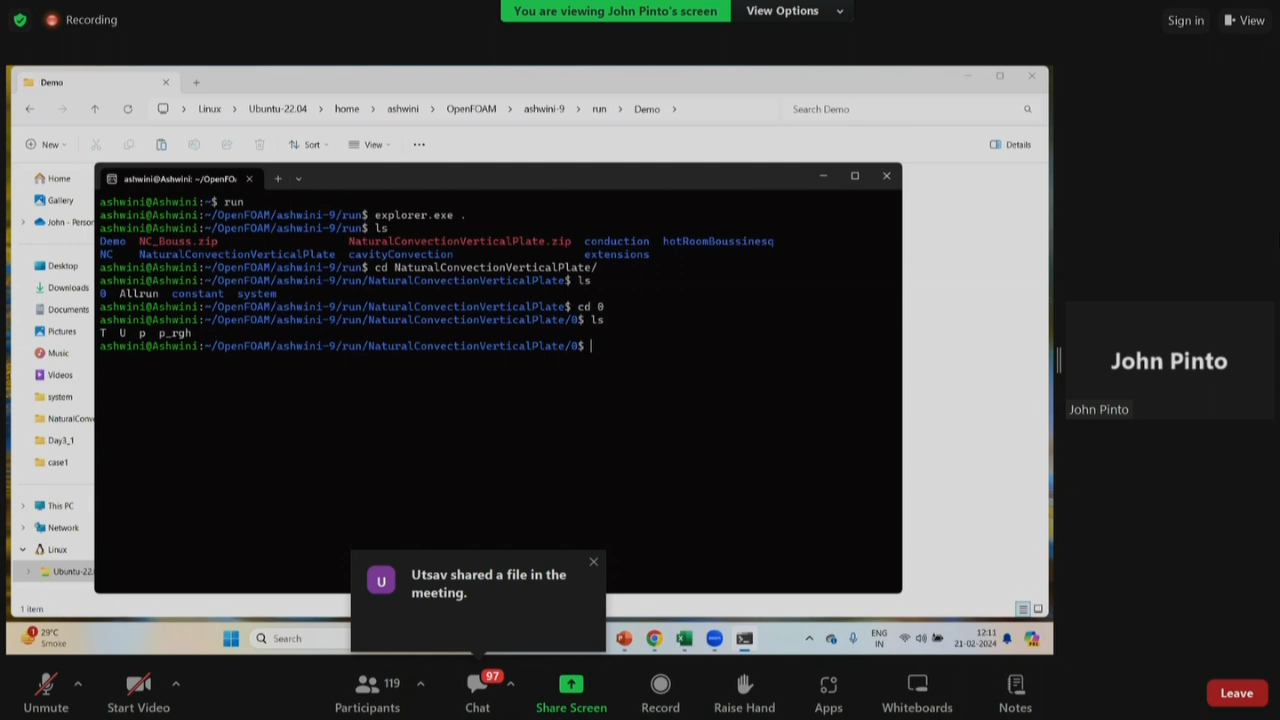 Recording
You are viewing John Pinto's screen
View Options
Sign in
View
Demo
Linux > Ubuntu-22.04 > home > ashwini > OpenFOAM > ashwini-9 > run > Demo >
Search Demo
New
Sort
View
Details
Home
Gallery
John - Person
Desktop
Downloads
Documents
Pictures
Music
Videos
system
NaturalConve
Day3_1
case1
This PC
Network
Linux
Ubuntu-22.
1 item
ashwini@Ashwini: ~/OpenFO
ashwini@Ashwini:~$ run
ashwini@Ashwini:~/OpenFOAM/ashwini-9/run$ explorer.exe .
ashwini@Ashwini:~/OpenFOAM/ashwini-9/run$ ls
Demo NC_Bouss.zip NaturalConvectionVerticalPlate.zip conduction hotRoomBoussinesq
NC NaturalConvectionVerticalPlate cavityConvection extensions
ashwini@Ashwini:~/OpenFOAM/ashwini-9/run$ cd NaturalConvectionVerticalPlate/
ashwini@Ashwini:~/OpenFOAM/ashwini-9/run/NaturalConvectionVerticalPlate$ ls
0 Allrun constant system
ashwini@Ashwini:~/OpenFOAM/ashwini-9/run/NaturalConvectionVerticalPlate$ cd 0
ashwini@Ashwini:~/OpenFOAM/ashwini-9/run/NaturalConvectionVerticalPlate/0$ ls
T U p p_rgh
ashwini@Ashwini:~/OpenFOAM/ashwini-9/run/NaturalConvectionVerticalPlate/0$
John Pinto
John Pinto
U
Utsav shared a file in the
meeting.
1
29°C
Smoke
Search
ENG
IN
12:11
21-02-2024
Unmute
Start Video
119
Participants
97
Chat
Share Screen
Record
Raise Hand
Apps
Whiteboards
Notes
Leave